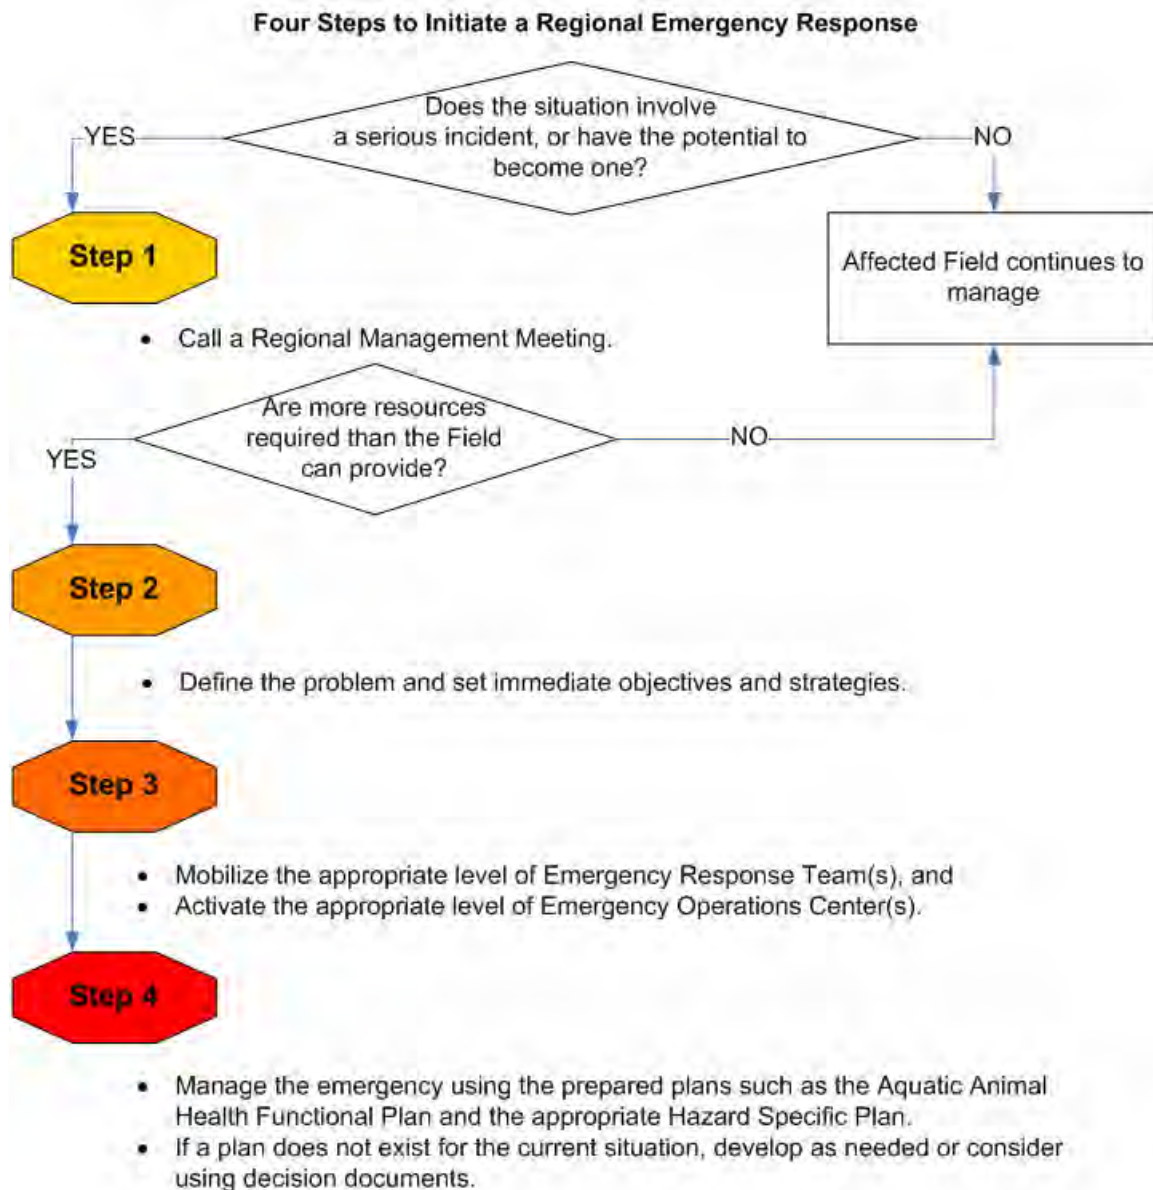 Four Steps to Initiate a Regional Emergency Response
Does the situation involve
a serious incident, or have the potential to
become one?
YES
NO
Step 1
Affected Field continues to
manage
• Call a Regional Management Meeting.
Are more resources
required than the Field
can provide?
YES
NO
Step 2
• Define the problem and set immediate objectives and strategies.
Step 3
• Mobilize the appropriate level of Emergency Response Team(s), and
• Activate the appropriate level of Emergency Operations Center(s).
Step 4
• Manage the emergency using the prepared plans such as the Aquatic Animal
Health Functional Plan and the appropriate Hazard Specific Plan.
• If a plan does not exist for the current situation, develop as needed or consider
using decision documents.